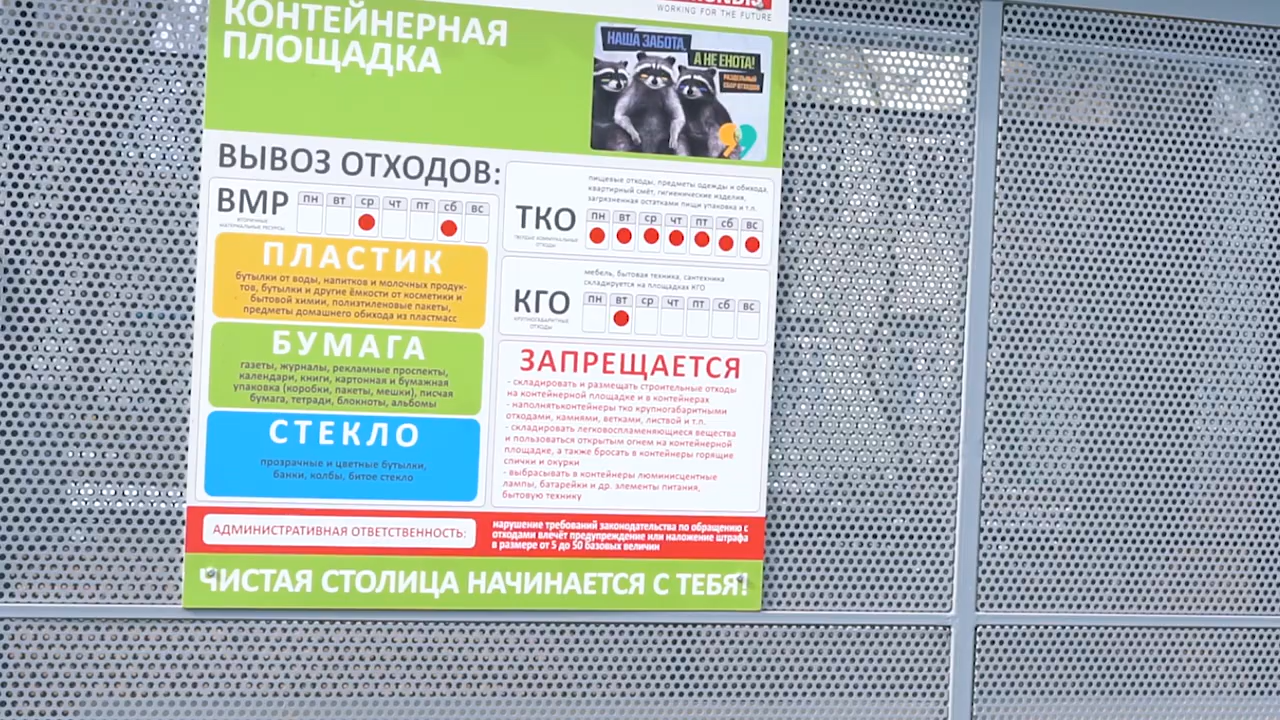 WORKING FOR THE FUTURE
КОНТЕЙНЕРНАЯ
ПЛОЩАДКА
НАША ЗАБОТА,
А НЕ ЕНОТА!
РАЗДЕЛЬНЫЙ
СБОР ОТХОДОВ
ВЫВОЗ ОТХОДОВ:
ВМР
ВТОРИЧНЫЕ
МАТЕРИАЛЬНЫЕ РЕСУРСЫ
пн вт ср чт пт сб вс
ПЛАСТИК
бутылки от воды, напитков и молочных продук-
тов, бутылки и другие ёмкости от косметики и
бытовой химии, полиэтиленовые пакеты,
предметы домашнего обихода из пластмасс
БУМАГА
газеты, журналы, рекламные проспекты,
календари, книги, картонная и бумажная
упаковка (коробки, пакеты, мешки), писчая
бумага, тетради, блокноты, альбомы
СТЕКЛО
прозрачные и цветные бутылки,
банки, колбы, битое стекло
пищевые отходы, предметы одежды и обихода,
квартирный смёт, гигиенические изделия,
загрязненная остатками пищи упаковка и т.п.
ТКО
ТВЕРДЫЕ КОММУНАЛЬНЫЕ
ОТХОДЫ
пн вт ср чт пт сб вс
мебель, бытовая техника, сантехника
складируется на площадках КГО
КГО
КРУПНОГАБАРИТНЫЕ
ОТХОДЫ
пн вт ср чт пт сб вс
ЗАПРЕЩАЕТСЯ
- складировать и размещать строительные отходы
на контейнерной площадке и в контейнерах
- наполнятьконтейнеры тко крупногабаритными
отходами, камнями, ветками, листвой и т.п.
- складировать легковоспламеняющиеся вещества
и пользоваться открытым огнем на контейнерной
площадке, а также бросать в контейнеры горящие
спички и окурки
- выбрасывать в контейнеры люминисцентные
лампы, батарейки и др. элементы питания,
бытовую технику
АДМИНИСТРАТИВНАЯ ОТВЕТСТВЕННОСТЬ:
нарушение требований законодательства по обращению с
отходами влечёт предупреждение или наложение штрафа
в размере от 5 до 50 базовых величин
ЧИСТАЯ СТОЛИЦА НАЧИНАЕТСЯ С ТЕБЯ!